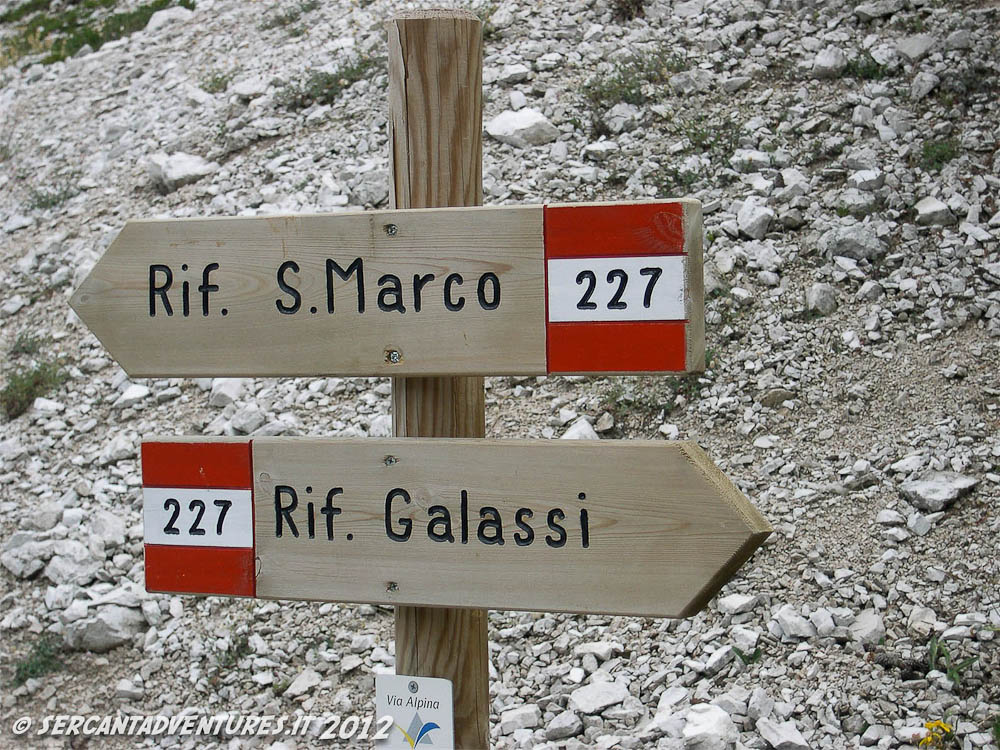 Rif. S.Marco 227
227 Rif. Galassi
Via Alpina
© SERCANTADVENTURES.IT 2012